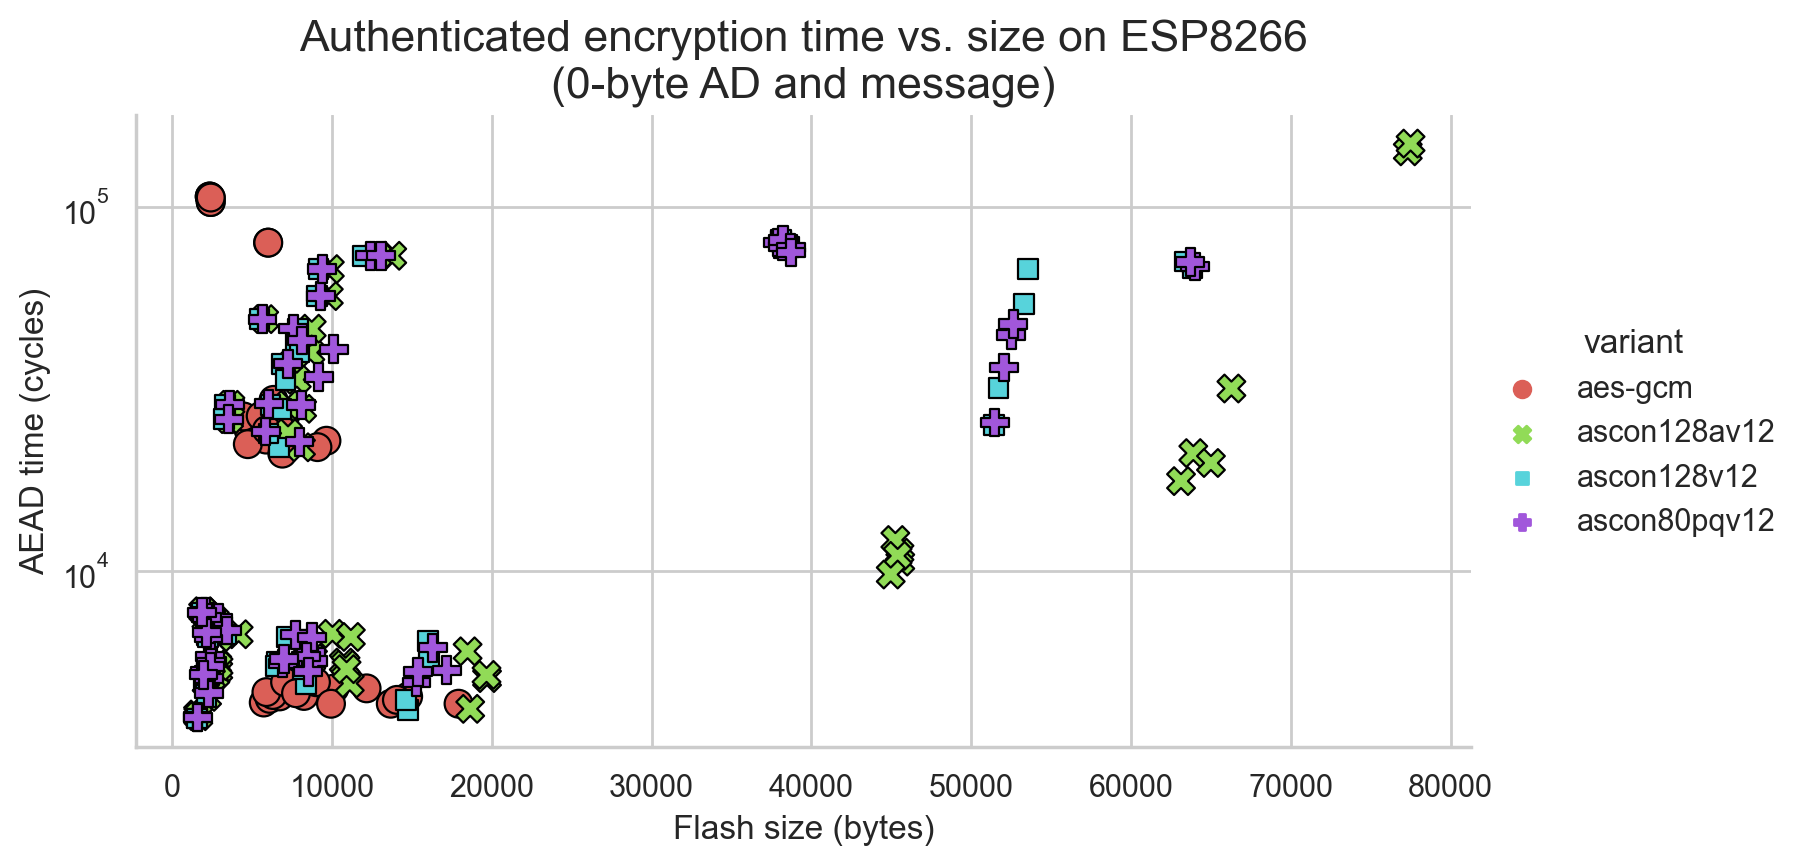 Authenticated encryption time vs. size on ESP8266
(0-byte AD and message)
AEAD time (cycles)
10^5
10^4
0 10000 20000 30000 40000 50000 60000 70000 80000
Flash size (bytes)
variant
aes-gcm
ascon128av12
ascon128v12
ascon80pqv12